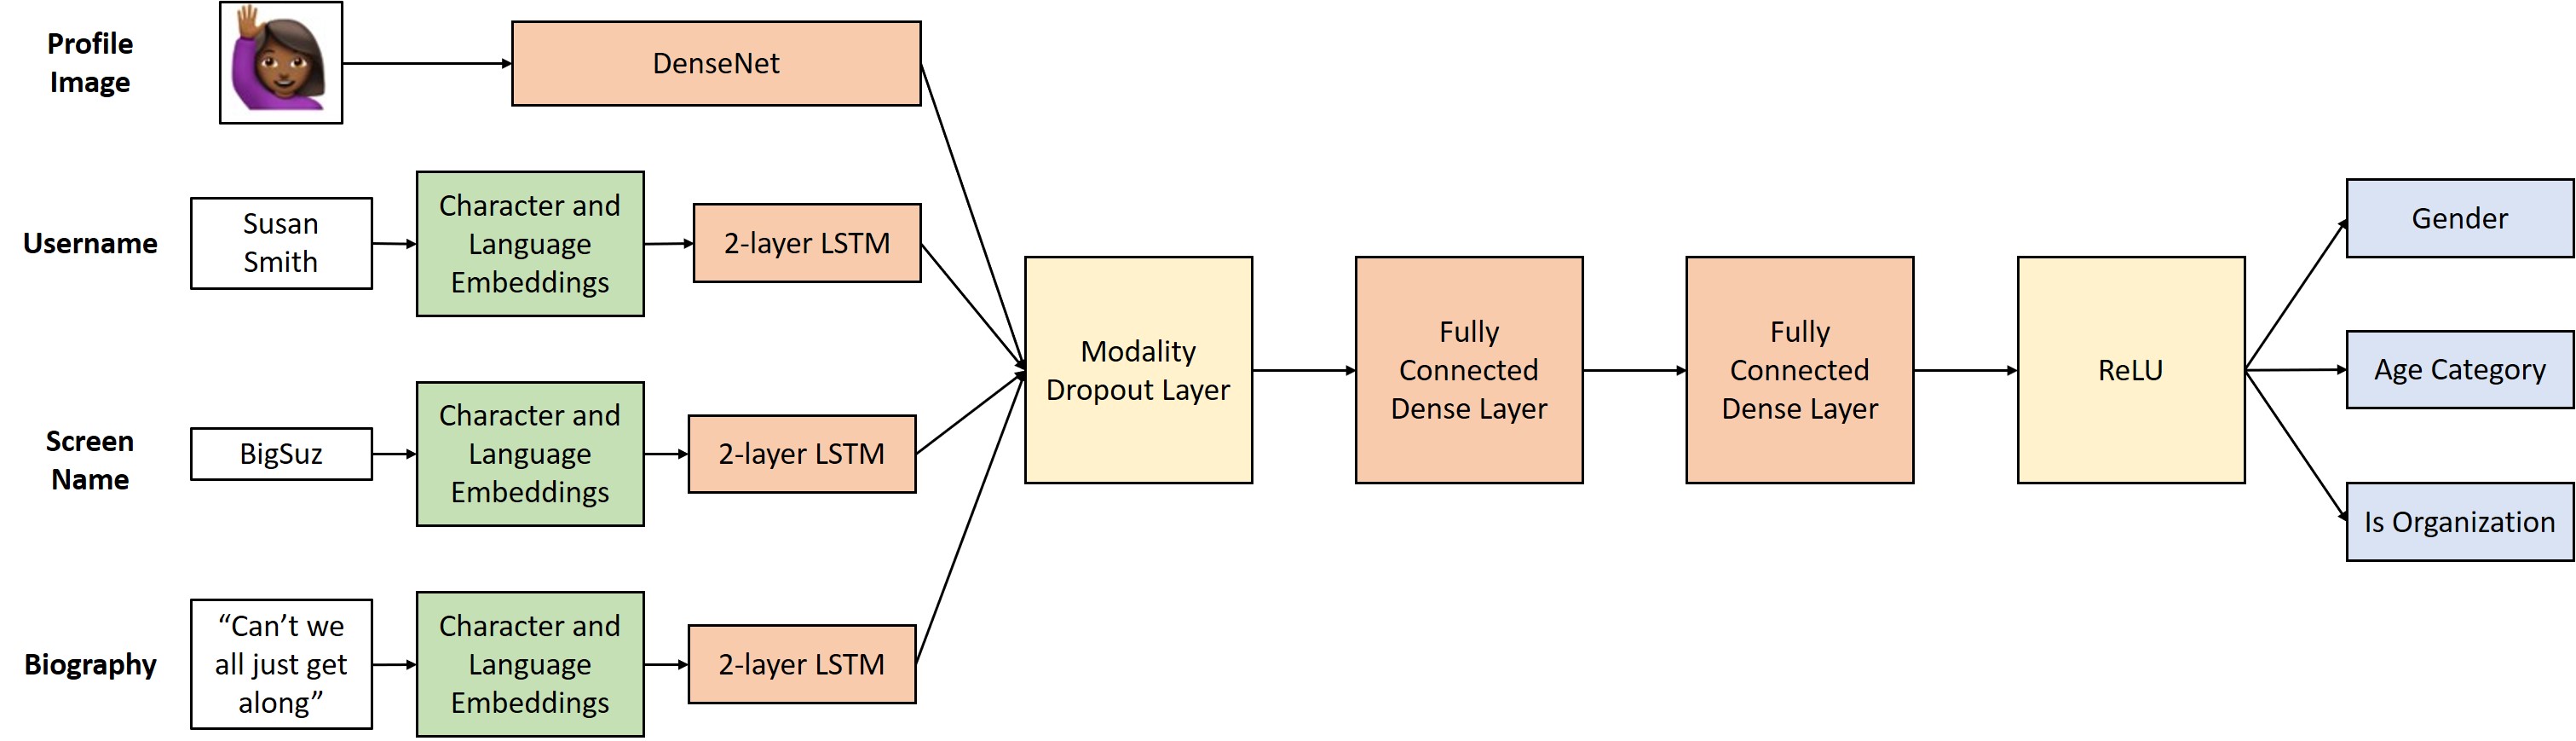 Profile
Image
DenseNet
Username
Susan
Smith
Character and
Language
Embeddings
2-layer LSTM
Screen
Name
BigSuz
Character and
Language
Embeddings
2-layer LSTM
Biography
“Can’t we
all just get
along”
Character and
Language
Embeddings
2-layer LSTM
Modality
Dropout Layer
Fully
Connected
Dense Layer
Fully
Connected
Dense Layer
ReLU
Gender
Age Category
Is Organization